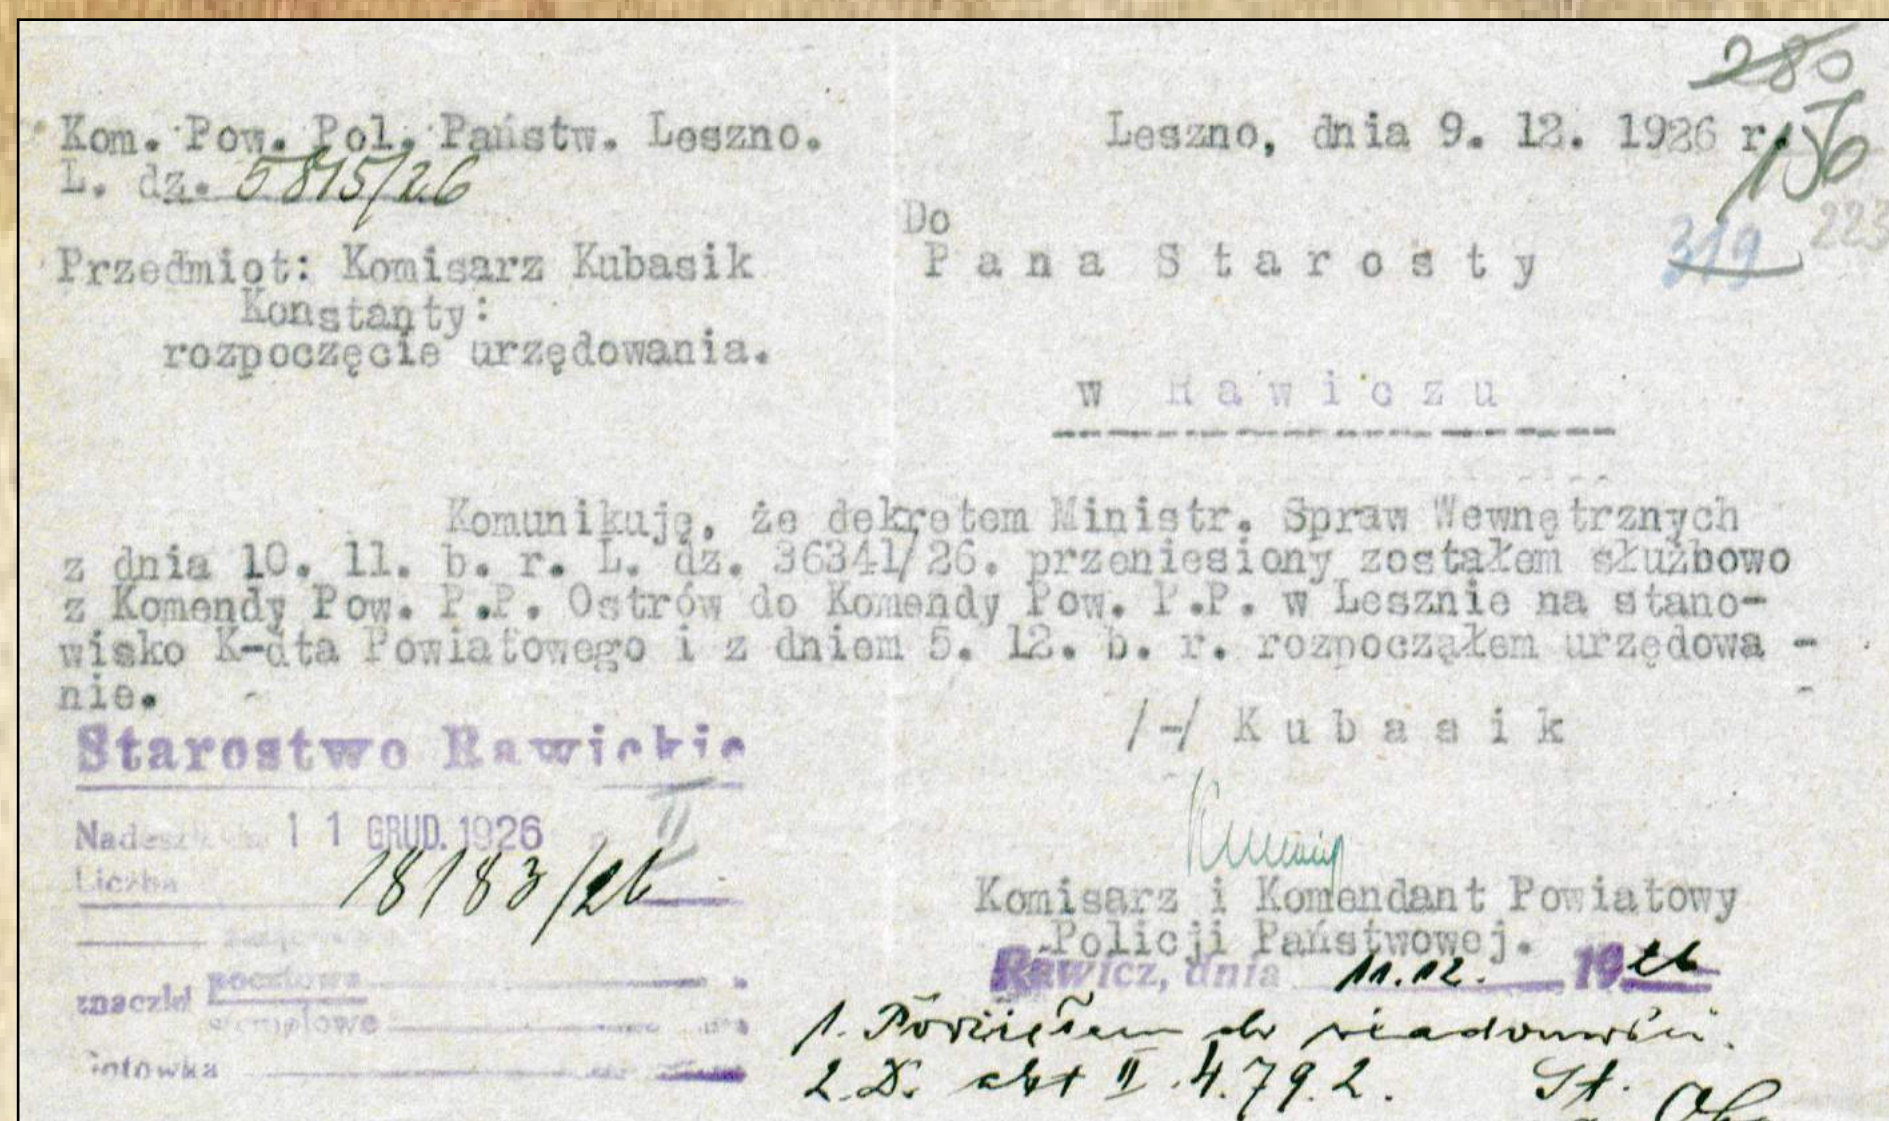 280
Kom. Pow. Pol. Państw. Leszno.
Leszno, dnia 9. 12. 1926 r.
156
L. dz. 5815/26
Do
319
223
Przedmiot: Komisarz Kubasik
Pana Starosty
Konstanty:
rozpoczęcie urzędowania.
w Rawiczu
Komunikuję, że dekretem Ministr. Spraw Wewnętrznych
z dnia 10. 11. b. r. L. dz. 36341/26. przeniesiony zostałem służbowo
z Komendy Pow. P.P. Ostrów do Komendy Pow. P.P. w Lesznie na stano-
wisko K-dta Powiatowego i z dniem 5. 12. b. r. rozpocząłem urzędowa -
nie.
/-/ Kubasik
Starostwo Rawickie
11 GRUD. 1926
II
Liczba 18183/26
Komisarz i Komendant Powiatowy
Policji Państwowej.
Rawicz, dnia 11.12. 1926
znaczki pocztowe
stemplowe
gotówka
1. Powziąłem do wiadomości.
2. D. akt II.4.79.2. St.